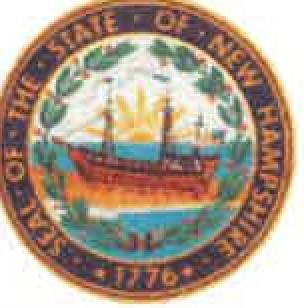 SEAL · OF · THE · STATE · OF · NEW HAMPSHIRE ·
1776